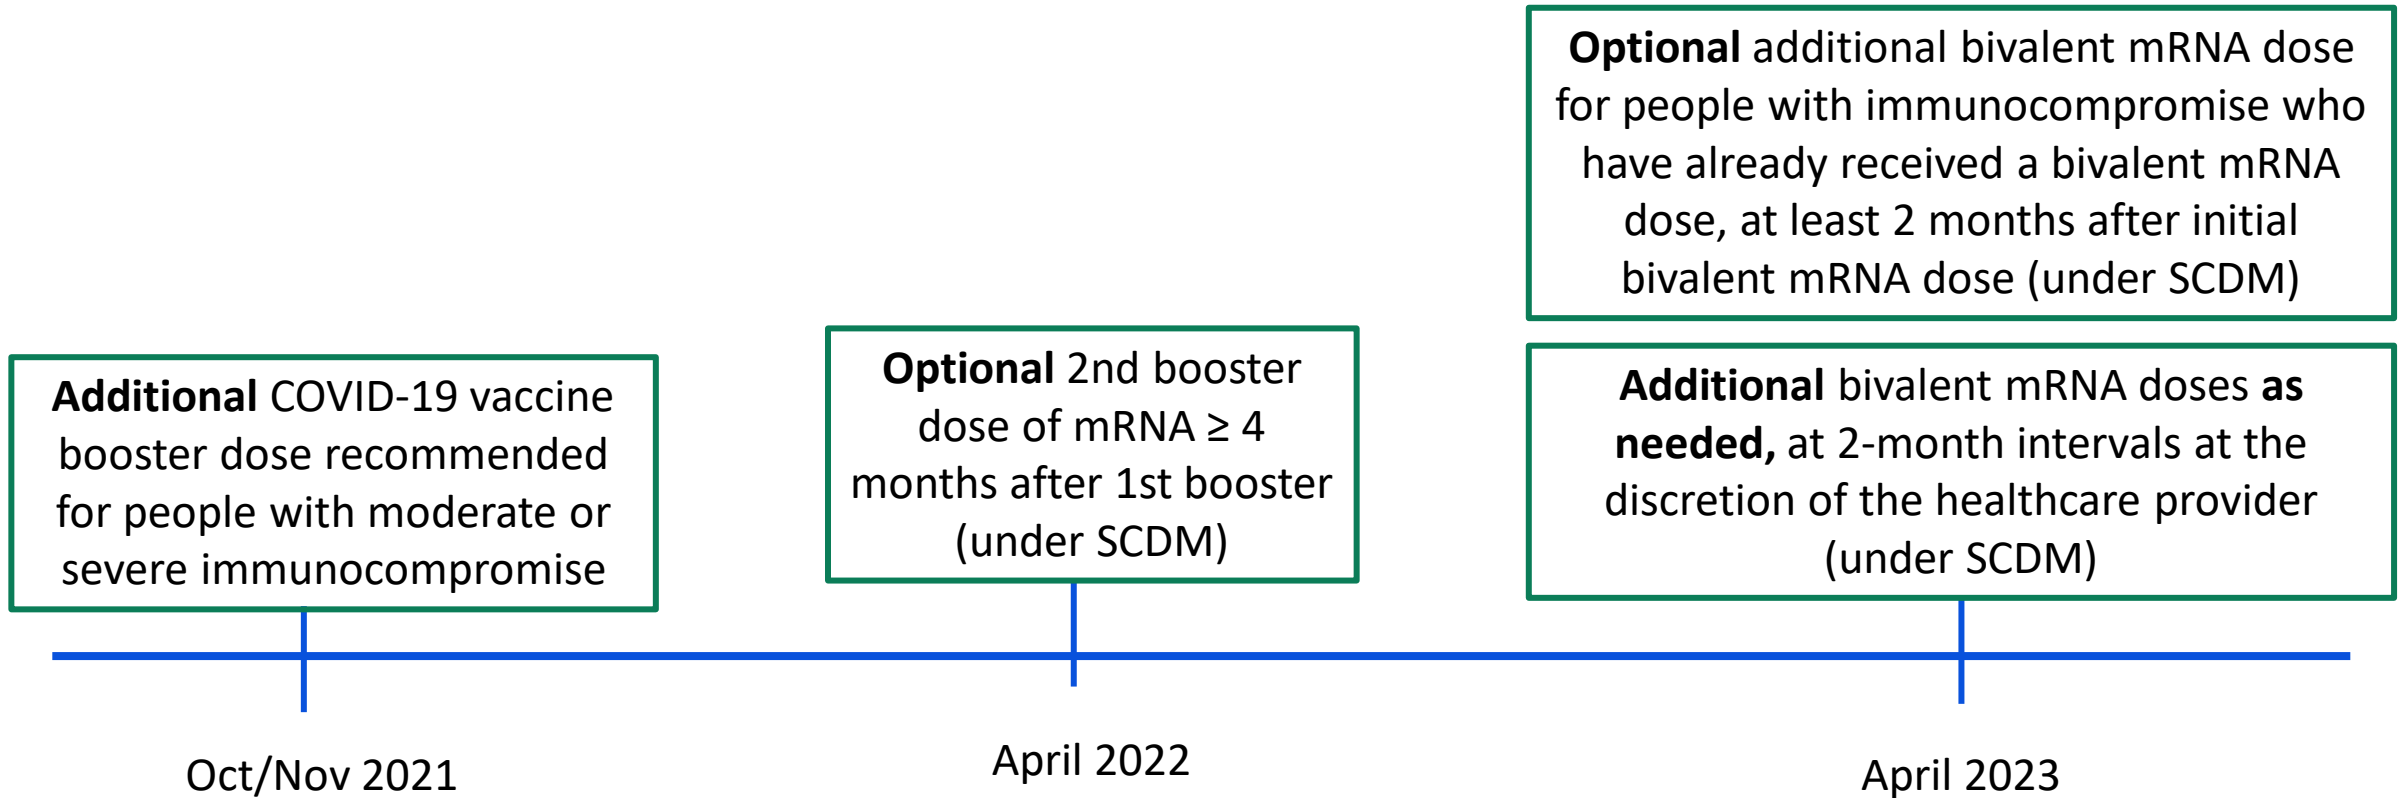 Additional COVID-19 vaccine
booster dose recommended
for people with moderate or
severe immunocompromise
Oct/Nov 2021
Optional 2nd booster
dose of mRNA ≥ 4
months after 1st booster
(under SCDM)
April 2022
Optional additional bivalent mRNA dose
for people with immunocompromise who
have already received a bivalent mRNA
dose, at least 2 months after initial
bivalent mRNA dose (under SCDM)
Additional bivalent mRNA doses as
needed, at 2-month intervals at the
discretion of the healthcare provider
(under SCDM)
April 2023